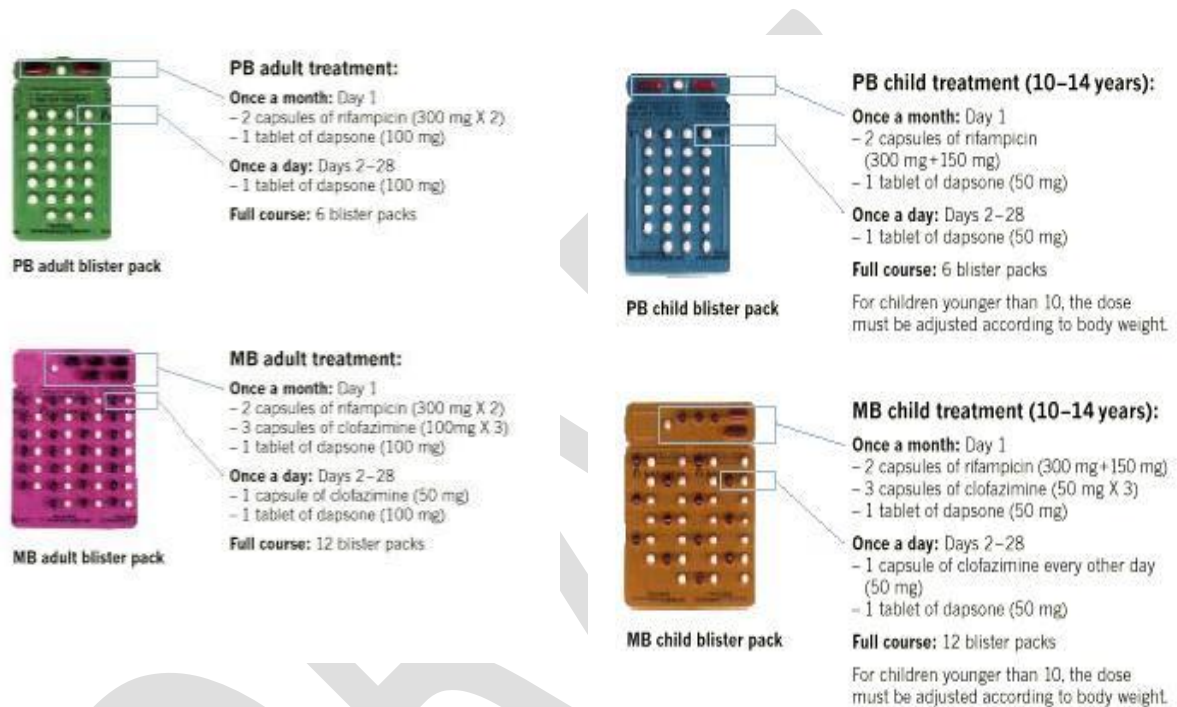 PB adult treatment:
Once a month: Day 1
– 2 capsules of rifampicin (300 mg X 2)
– 1 tablet of dapsone (100 mg)
Once a day: Days 2–28
– 1 tablet of dapsone (100 mg)
Full course: 6 blister packs
PB adult blister pack
MB adult treatment:
Once a month: Day 1
– 2 capsules of rifampicin (300 mg X 2)
– 3 capsules of clofazimine (100mg X 3)
– 1 tablet of dapsone (100 mg)
Once a day: Days 2–28
– 1 capsule of clofazimine (50 mg)
– 1 tablet of dapsone (100 mg)
Full course: 12 blister packs
MB adult blister pack
PB child treatment (10–14 years):
Once a month: Day 1
– 2 capsules of rifampicin
(300 mg+150 mg)
– 1 tablet of dapsone (50 mg)
Once a day: Days 2–28
– 1 tablet of dapsone (50 mg)
Full course: 6 blister packs
For children younger than 10, the dose
must be adjusted according to body weight.
PB child blister pack
MB child treatment (10–14 years):
Once a month: Day 1
– 2 capsules of rifampicin (300 mg+150 mg)
– 3 capsules of clofazimine (50 mg X 3)
– 1 tablet of dapsone (50 mg)
Once a day: Days 2–28
– 1 capsule of clofazimine every other day
(50 mg)
– 1 tablet of dapsone (50 mg)
Full course: 12 blister packs
For children younger than 10, the dose
must be adjusted according to body weight.
MB child blister pack